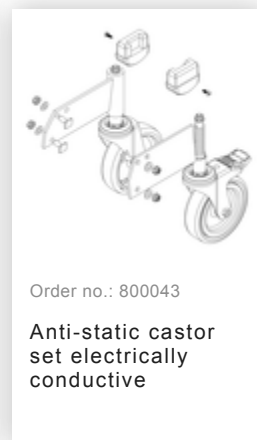 Order no.: 800043
Anti-static castor
set electrically
conductive